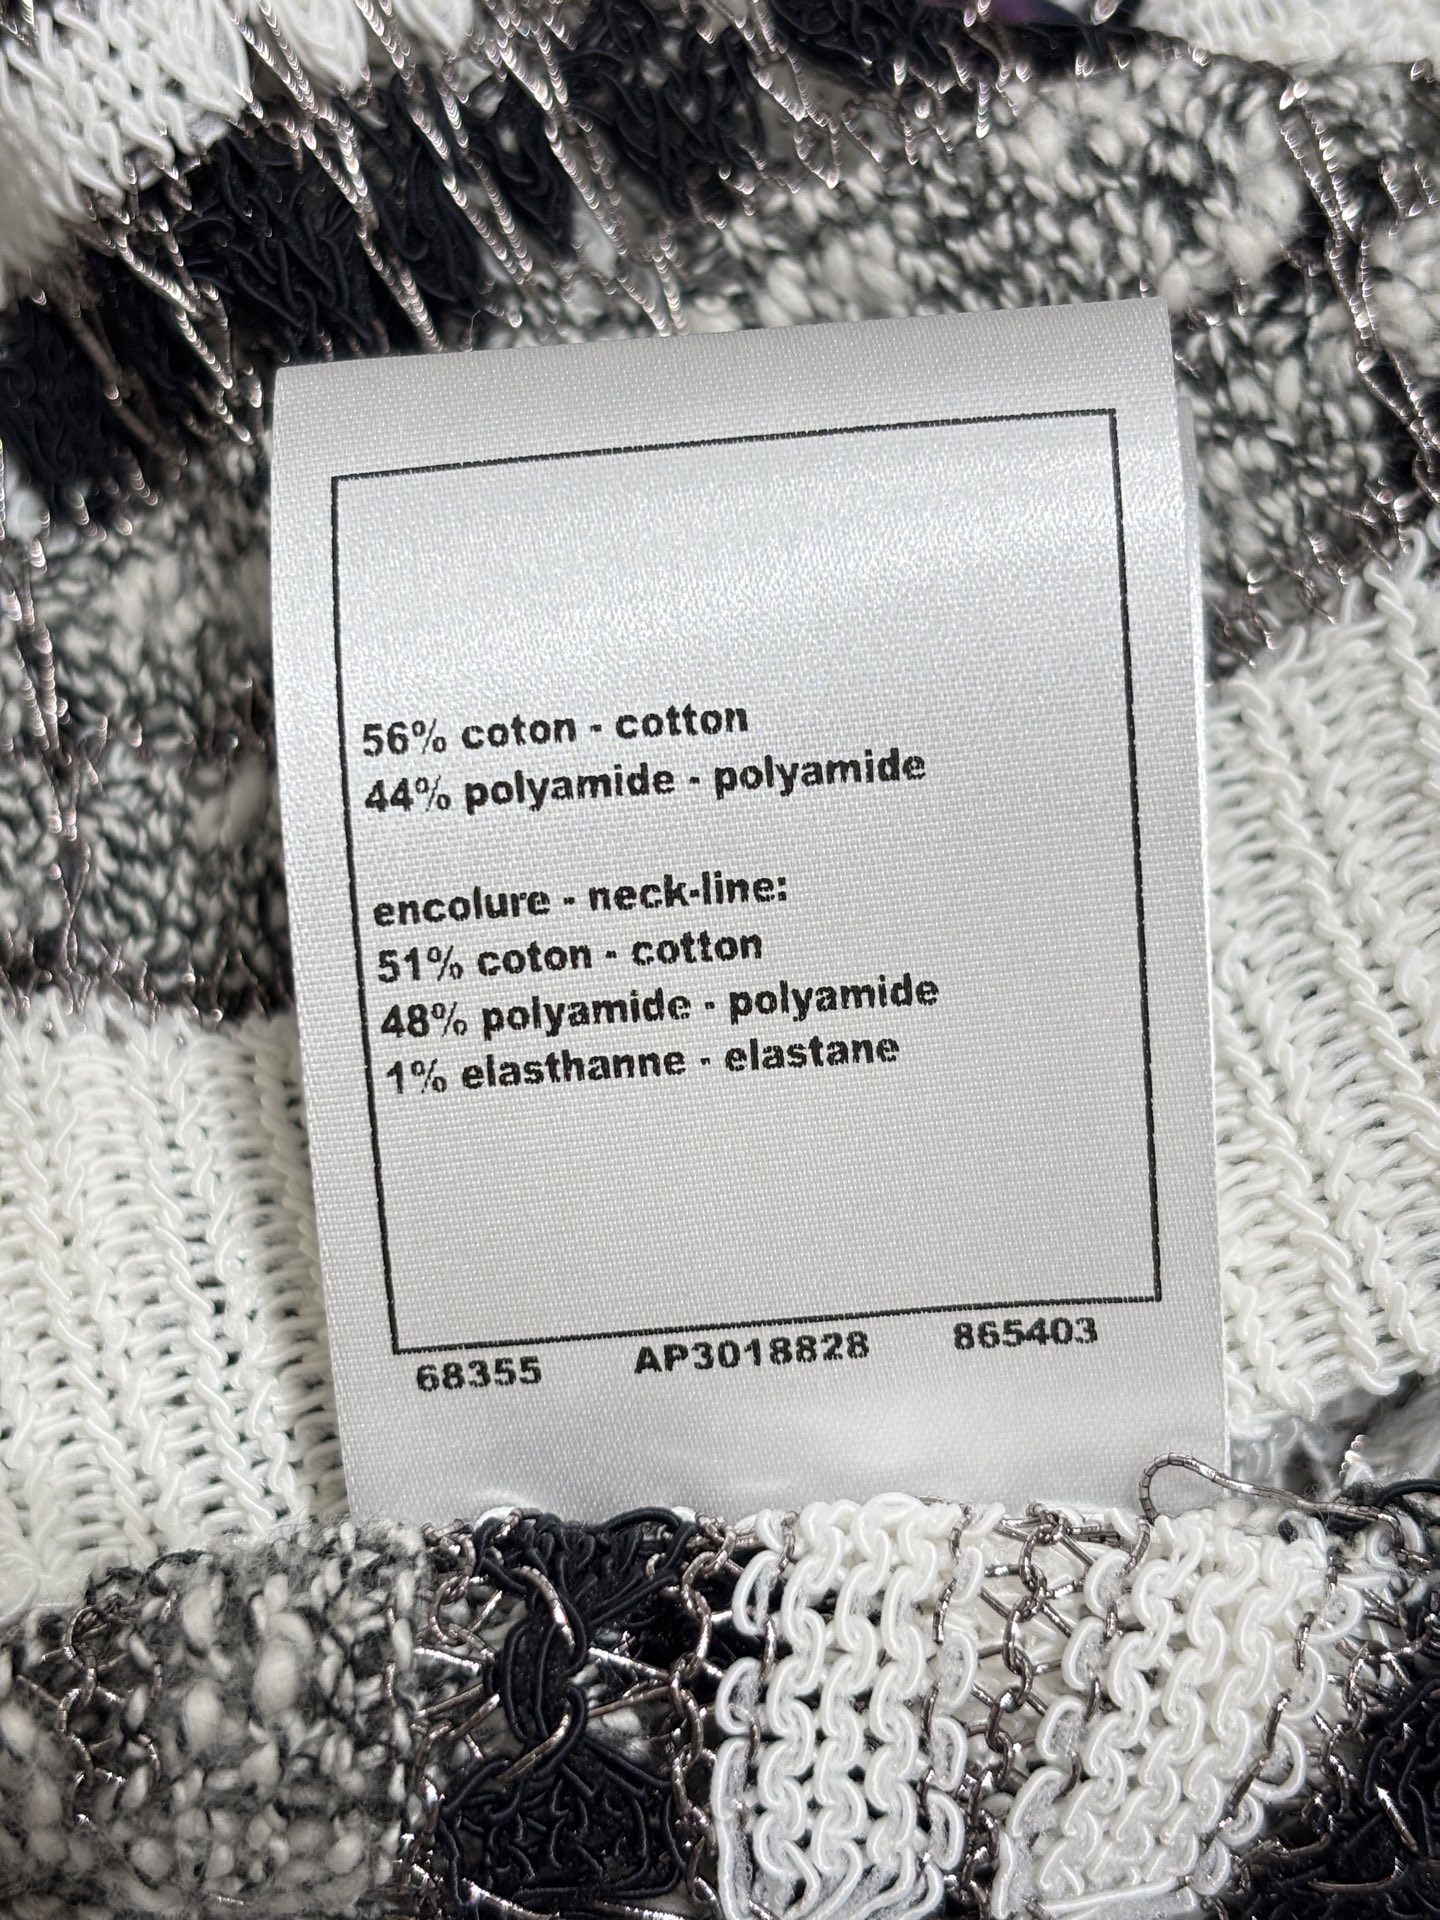 56% coton - cotton
44% polyamide - polyamide
encolure - neck-line:
51% coton - cotton
48% polyamide - polyamide
1% elasthanne - elastane
68355 AP3018828 865403